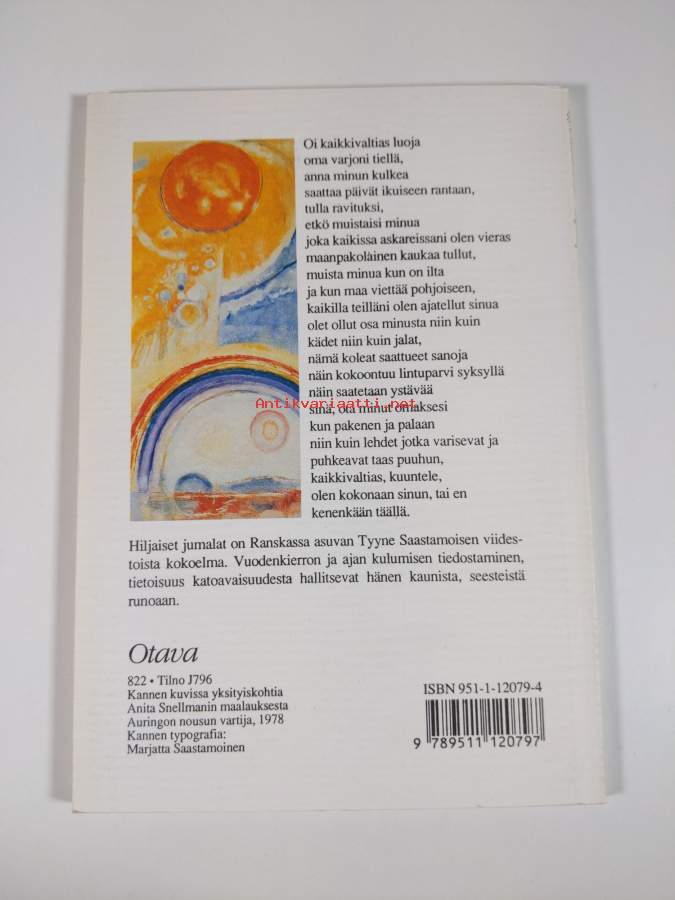 Oi kaikkivaltias luoja
oma varjoni tiellä,
anna minun kulkea
saattaa päivät ikuiseen rantaan,
tulla ravituksi,
etkö muistaisi minua
joka kaikissa askareissani olen vieras
maanpakolainen kaukaa tullut,
muista minua kun on ilta
ja kun maa viettää pohjoiseen,
kaikilla teilläni olen ajatellut sinua
olet ollut osa minusta niin kuin
kädet niin kuin jalat,
nämä koleat saattueet sanoja
näin kokoontuu lintuparvi syksyllä
näin saatetaan ystävää
Antikvariaatti.net
sinä, ota minut omaksesi
kun pakenen ja palaan
niin kuin lehdet jotka varisevat ja
puhkeavat taas puuhun,
kaikkivaltias, kuuntele,
olen kokonaan sinun, tai en
kenenkään täällä.
Hiljaiset jumalat on Ranskassa asuvan Tyyne Saastamoisen viides-
toista kokoelma. Vuodenkierron ja ajan kulumisen tiedostaminen,
tietoisuus katoavaisuudesta hallitsevat hänen kaunista, seesteistä
runoaan.
Otava
822 • Tilno J796
Kannen kuvissa yksityiskohtia
Anita Snellmanin maalauksesta
Auringon nousun vartija, 1978
Kannen typografia:
Marjatta Saastamoinen
ISBN 951-1-12079-4
9 789511 120797